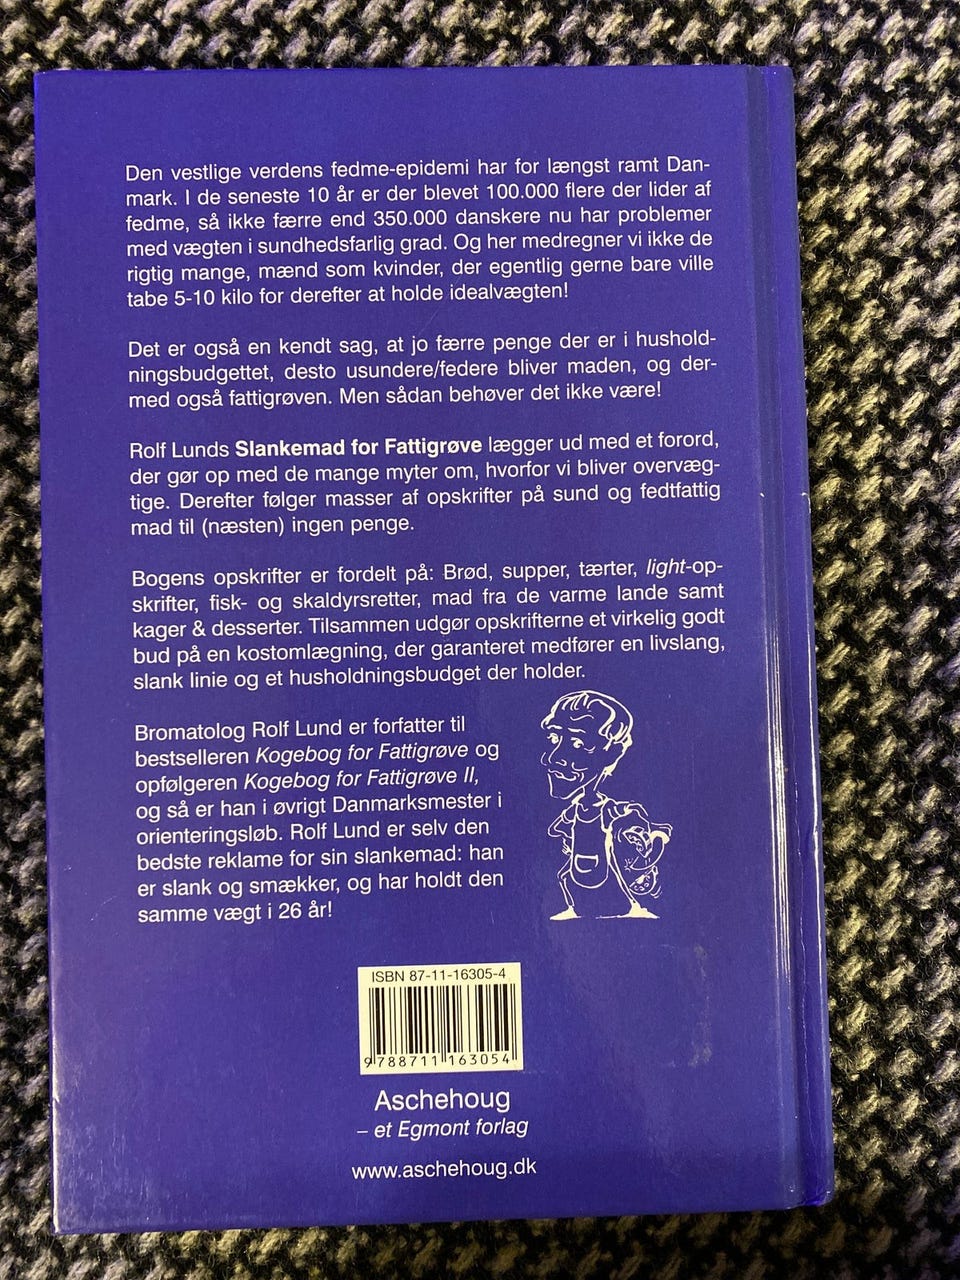 Den vestlige verdens fedme-epidemi har for længst ramt Dan-
mark. I de seneste 10 år er der blevet 100.000 flere der lider af
fedme, så ikke færre end 350.000 danskere nu har problemer
med vægten i sundhedsfarlig grad. Og her medregner vi ikke de
rigtig mange, mænd som kvinder, der egentlig gerne bare ville
tabe 5-10 kilo for derefter at holde idealvægten!
Det er også en kendt sag, at jo færre penge der er i hushold-
ningsbudgettet, desto usundere/federe bliver maden, og der-
med også fattigrøven. Men sådan behøver det ikke være!
Rolf Lunds Slankemad for Fattigrøve lægger ud med et forord,
der gør op med de mange myter om, hvorfor vi bliver overvæg-
tige. Derefter følger masser af opskrifter på sund og fedtfattig
mad til (næsten) ingen penge.
Bogens opskrifter er fordelt på: Brød, supper, tærter, light-op-
skrifter, fisk- og skaldyrsretter, mad fra de varme lande samt
kager & desserter. Tilsammen udgør opskrifterne et virkelig godt
bud på en kostomlægning, der garanteret medfører en livslang,
slank linie og et husholdningsbudget der holder.
Bromatolog Rolf Lund er forfatter til
bestselleren Kogebog for Fattigrøve og
opfølgeren Kogebog for Fattigrøve II,
og så er han i øvrigt Danmarksmester i
orienteringsløb. Rolf Lund er selv den
bedste reklame for sin slankemad: han
er slank og smækker, og har holdt den
samme vægt i 26 år!
ISBN 87-11-16305-4
9 788711 163054
Aschehoug
– et Egmont forlag
www.aschehoug.dk